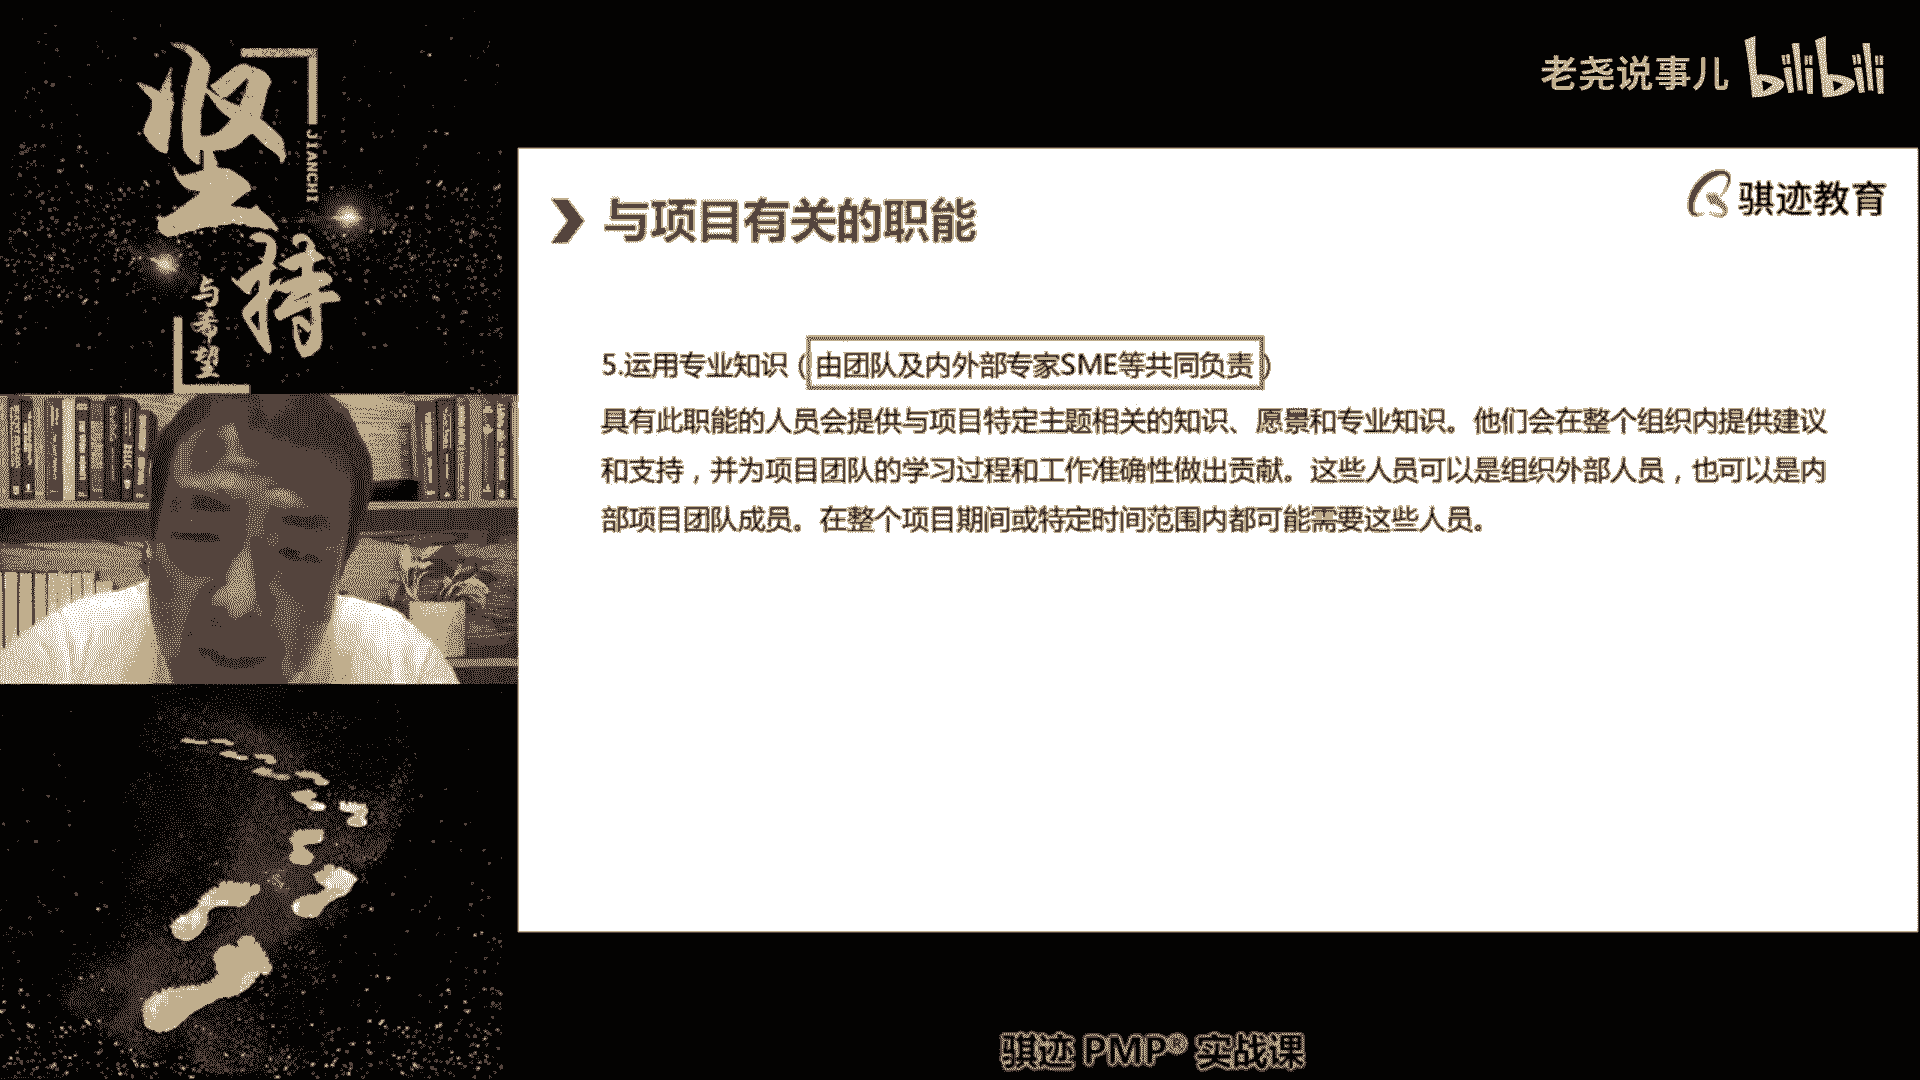 坚持
JIANCHI
与希望
老尧说事儿 bilibili
骐迹教育
与项目有关的职能
5.运用专业知识（由团队及内外部专家SME等共同负责）
具有此职能的人员会提供与项目特定主题相关的知识、愿景和专业知识。他们会在整个组织内提供建议
和支持，并为项目团队的学习过程和工作准确性做出贡献。这些人员可以是组织外部人员，也可以是内
部项目团队成员。在整个项目期间或特定时间范围内都可能需要这些人员。
骐迹 PMP® 实战课